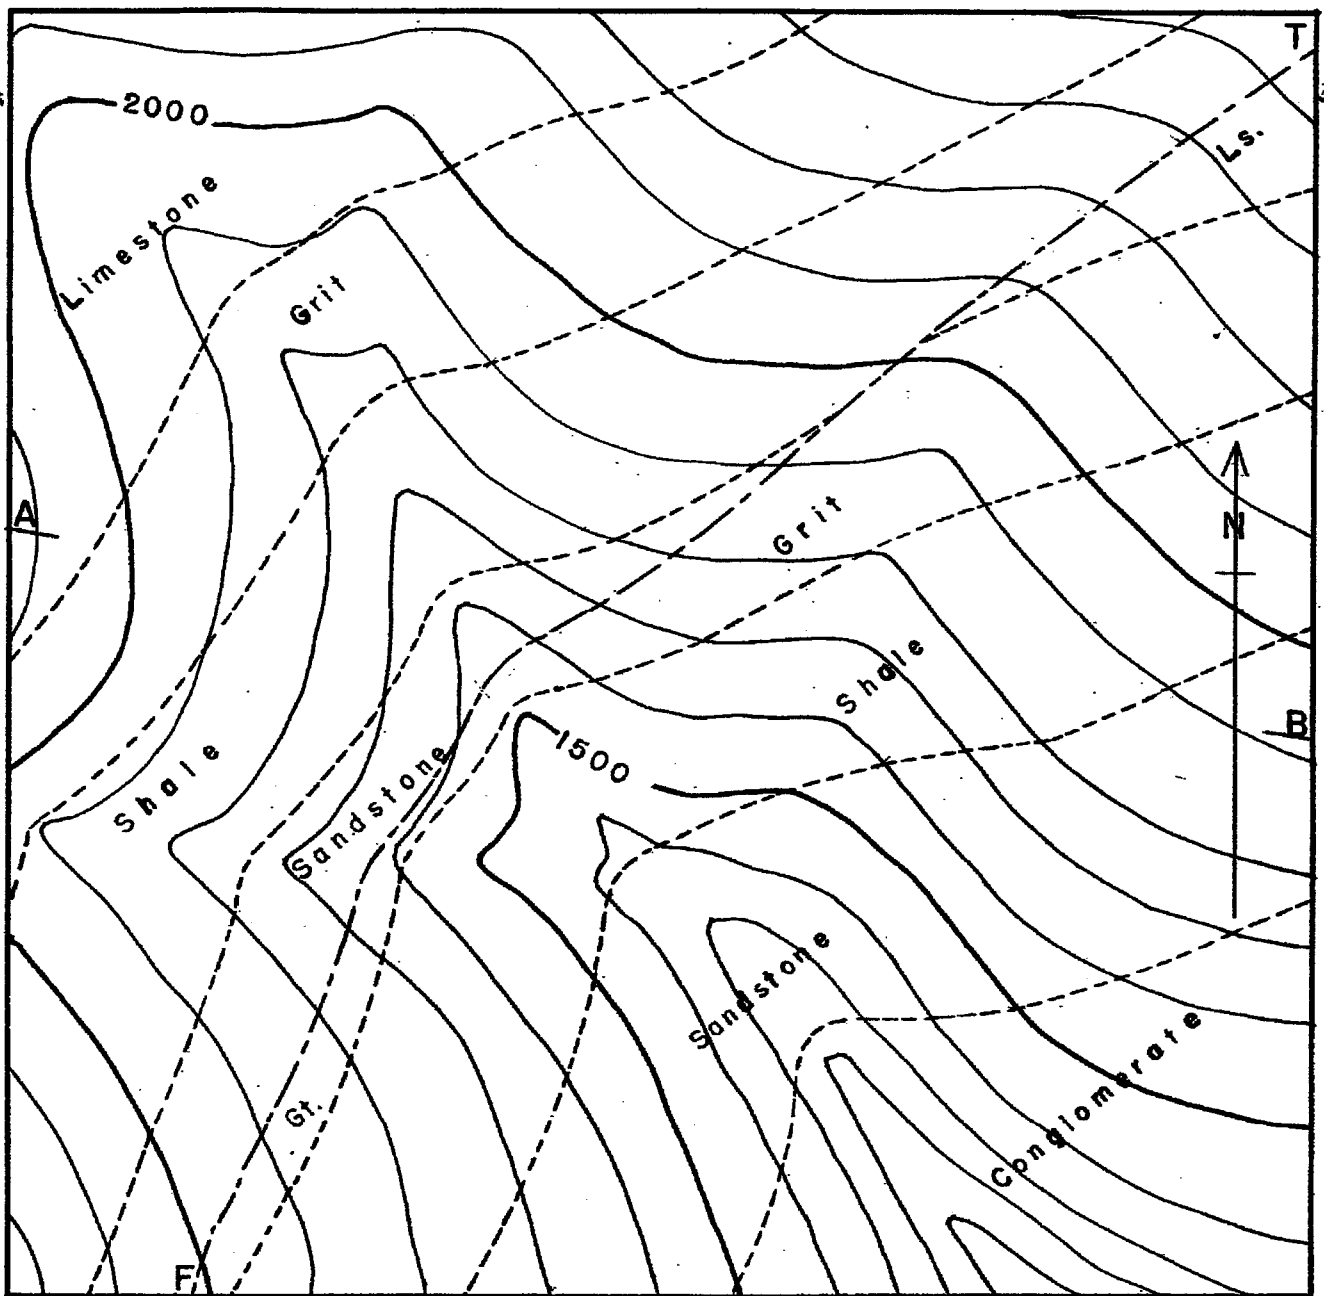 T
2000
Ls.
Limestone
Grit
A
Grit
N
Shale
B
Shale
Sandstone
1500
Sandstone
Conglomerate
Gt.
F